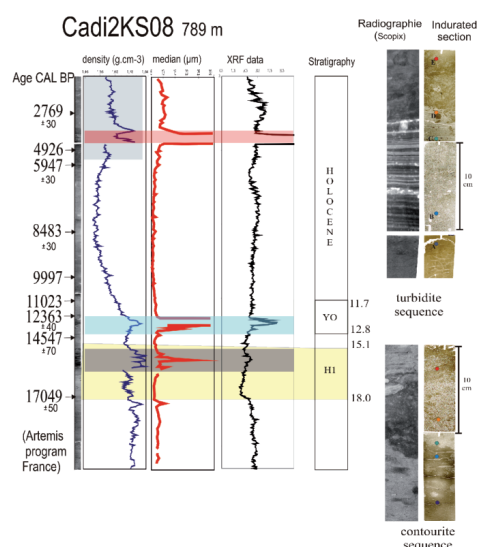 Cadi2KS08 789 m
density (g.cm-3) median (µm) XRF data Stratigraphy
Age CAL BP
2769
±30
4926
5947
±30
8483
±30
9997
11023
12363
±40
14547
±70
17049
±50
(Artemis
program
France)
HOLOCENE
11.7
YO
12.8
15.1
H1
18.0
Radiographie
(Scopix)
Indurated
section
10
cm
turbidite
sequence
10
cm
contourite
sequence